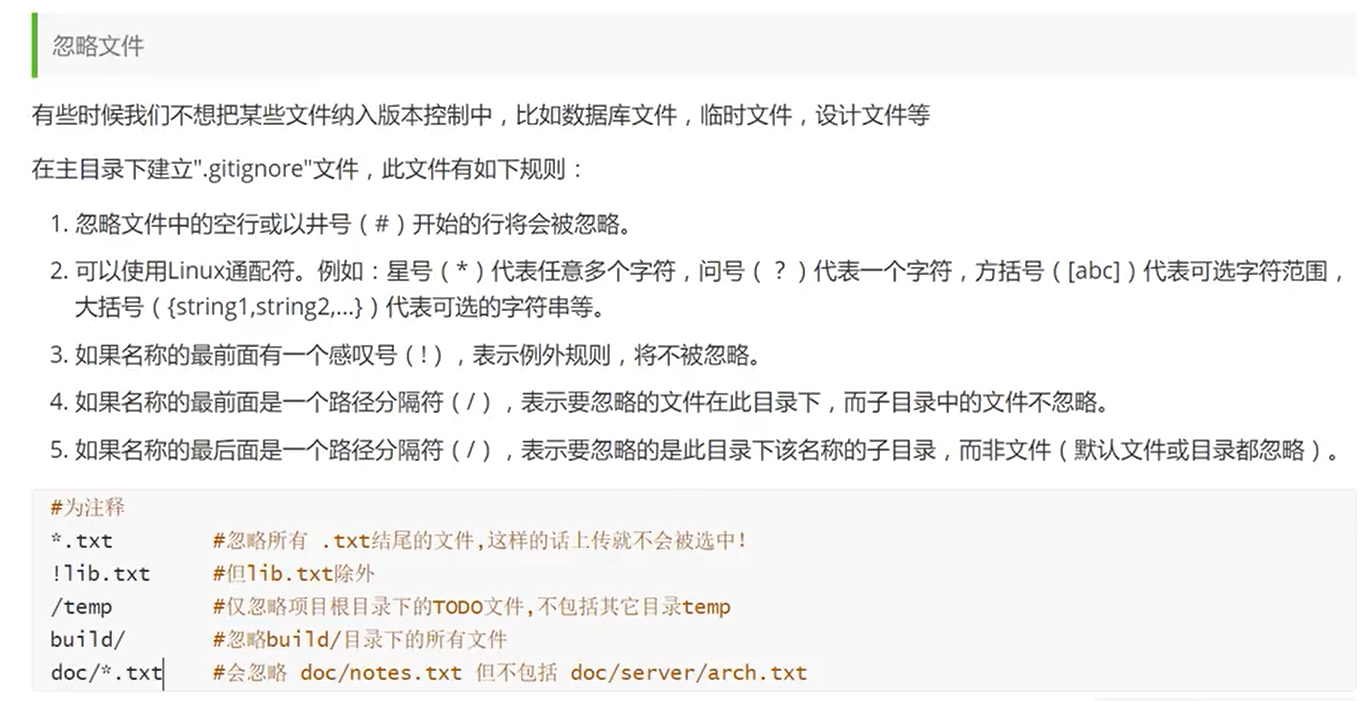 忽略文件
有些时候我们不想把某些文件纳入版本控制中，比如数据库文件，临时文件，设计文件等
在主目录下建立".gitignore"文件，此文件有如下规则：
1. 忽略文件中的空行或以井号（#）开始的行将会被忽略。
2. 可以使用Linux通配符。例如：星号（*）代表任意多个字符，问号（？）代表一个字符，方括号（[abc]）代表可选字符范围，
大括号（{string1,string2,...}）代表可选的字符串等。
3. 如果名称的最前面有一个感叹号（!），表示例外规则，将不被忽略。
4. 如果名称的最前面是一个路径分隔符（/），表示要忽略的文件在此目录下，而子目录中的文件不忽略。
5. 如果名称的最后面是一个路径分隔符（/），表示要忽略的是此目录下该名称的子目录，而非文件（默认文件或目录都忽略）。
#为注释
*.txt #忽略所有 .txt结尾的文件,这样的话上传就不会被选中!
!lib.txt #但lib.txt除外
/temp #仅忽略项目根目录下的TODO文件,不包括其它目录temp
build/ #忽略build/目录下的所有文件
doc/*.txt #会忽略 doc/notes.txt 但不包括 doc/server/arch.txt